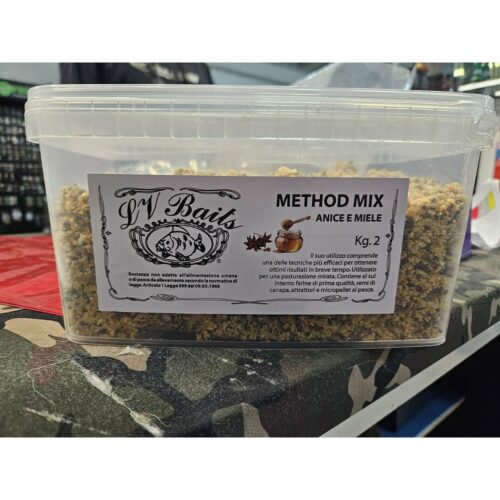 LV Baits
®
Sostanza non adatta all'alimentazione umana
o di pesce da allevamento secondo la normativa di
legge. Articolo 1 Legge 399 del 09.03.1968
METHOD MIX
ANICE E MIELE
Kg. 2
Il suo utilizzo comprende
una delle tecniche più efficaci per ottenere
ottimi risultati in breve tempo. Utilizzato
per una pasturazione mirata. Contiene al suo
interno farine di prima qualità, semi di
canapa, attrattori e micropellet al pesce.